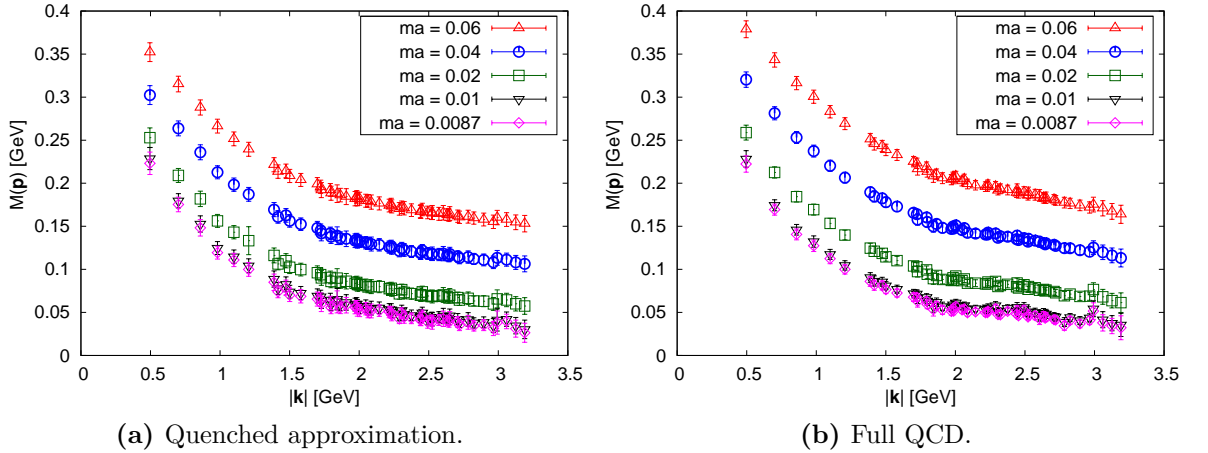 0.4
0.35
0.3
0.25
0.2
0.15
0.1
0.05
0
M(p) [GeV]
0 0.5 1 1.5 2 2.5 3 3.5
|k| [GeV]
ma = 0.06
ma = 0.04
ma = 0.02
ma = 0.01
ma = 0.0087
(a) Quenched approximation.
0.4
0.35
0.3
0.25
0.2
0.15
0.1
0.05
0
M(p) [GeV]
0 0.5 1 1.5 2 2.5 3 3.5
|k| [GeV]
ma = 0.06
ma = 0.04
ma = 0.02
ma = 0.01
ma = 0.0087
(b) Full QCD.